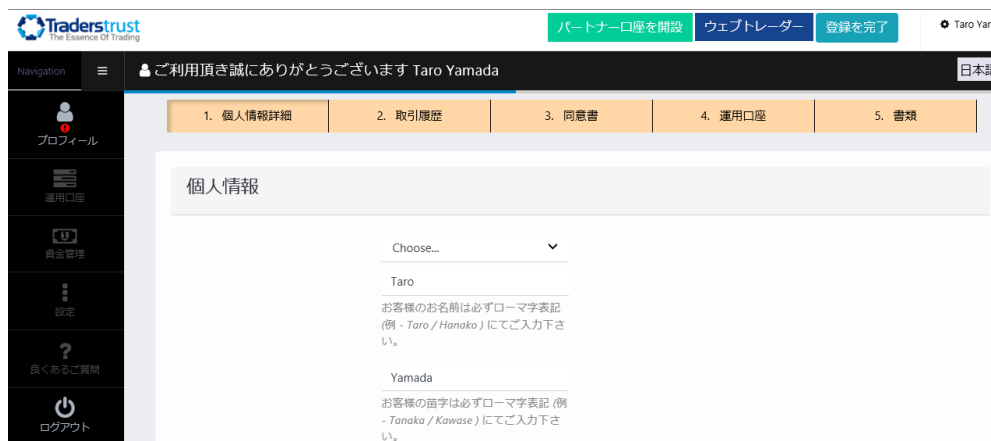 Traderstrust
The Essence Of Trading
パートナー口座を開設
ウェブトレーダー
登録を完了
Taro Yam
Navigation
ご利用頂き誠にありがとうございます Taro Yamada
日本語
プロフィール
運用口座
資金管理
設定
良くあるご質問
ログアウト
1. 個人情報詳細
2. 取引履歴
3. 同意書
4. 運用口座
5. 書類
個人情報
Choose...
Taro
お客様のお名前は必ずローマ字表記
(例 - Taro / Hanako ) にてご入力下さ
い。
Yamada
お客様の苗字は必ずローマ字表記 (例
- Tanaka / Kawase ) にてご入力下さ
い。